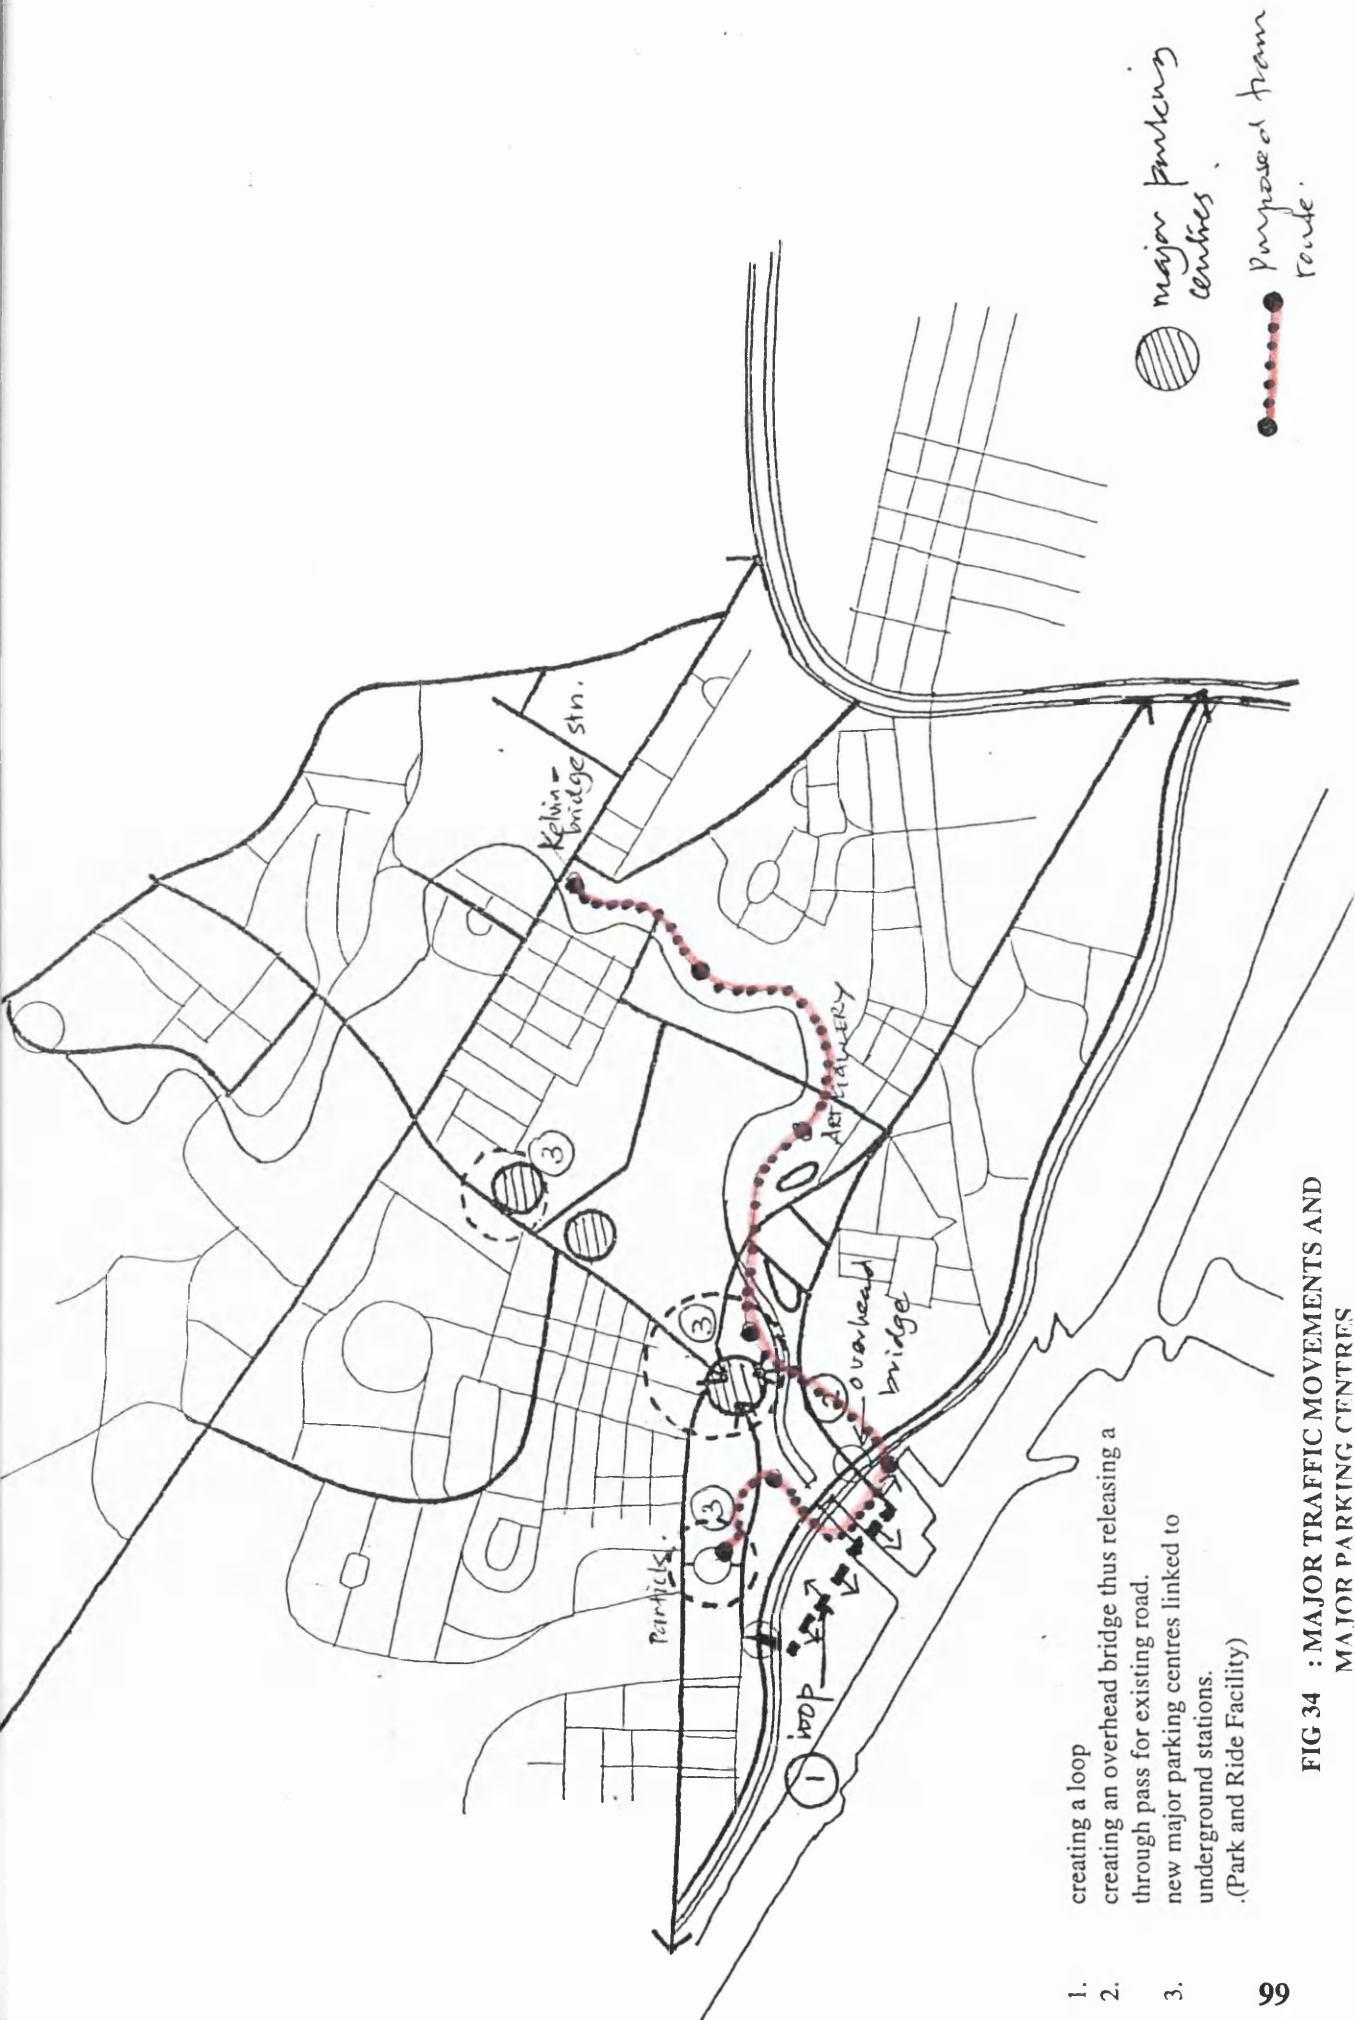 Kelvin-
bridge stn.
3
3
3
Partick.
ART GALLERY
2
overhead
bridge
loop
1
major parking
centres.
Proposed tram
route.
1. creating a loop
2. creating an overhead bridge thus releasing a
through pass for existing road.
3. new major parking centres linked to
underground stations.
.(Park and Ride Facility)
FIG 34 : MAJOR TRAFFIC MOVEMENTS AND
MAJOR PARKING CENTRES
99